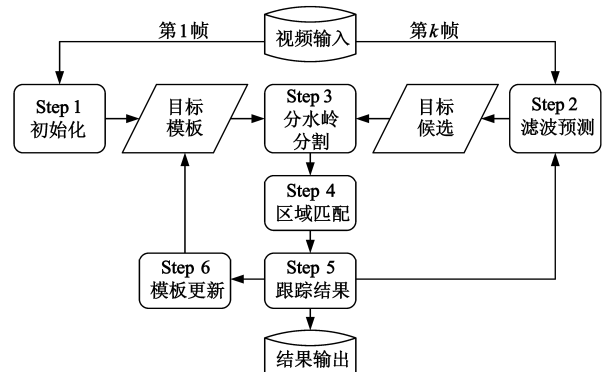 第1帧
视频输入
第k帧
Step 1
初始化
目标
模板
Step 3
分水岭
分割
目标
候选
Step 2
滤波预测
Step 4
区域匹配
Step 6
模板更新
Step 5
跟踪结果
结果输出